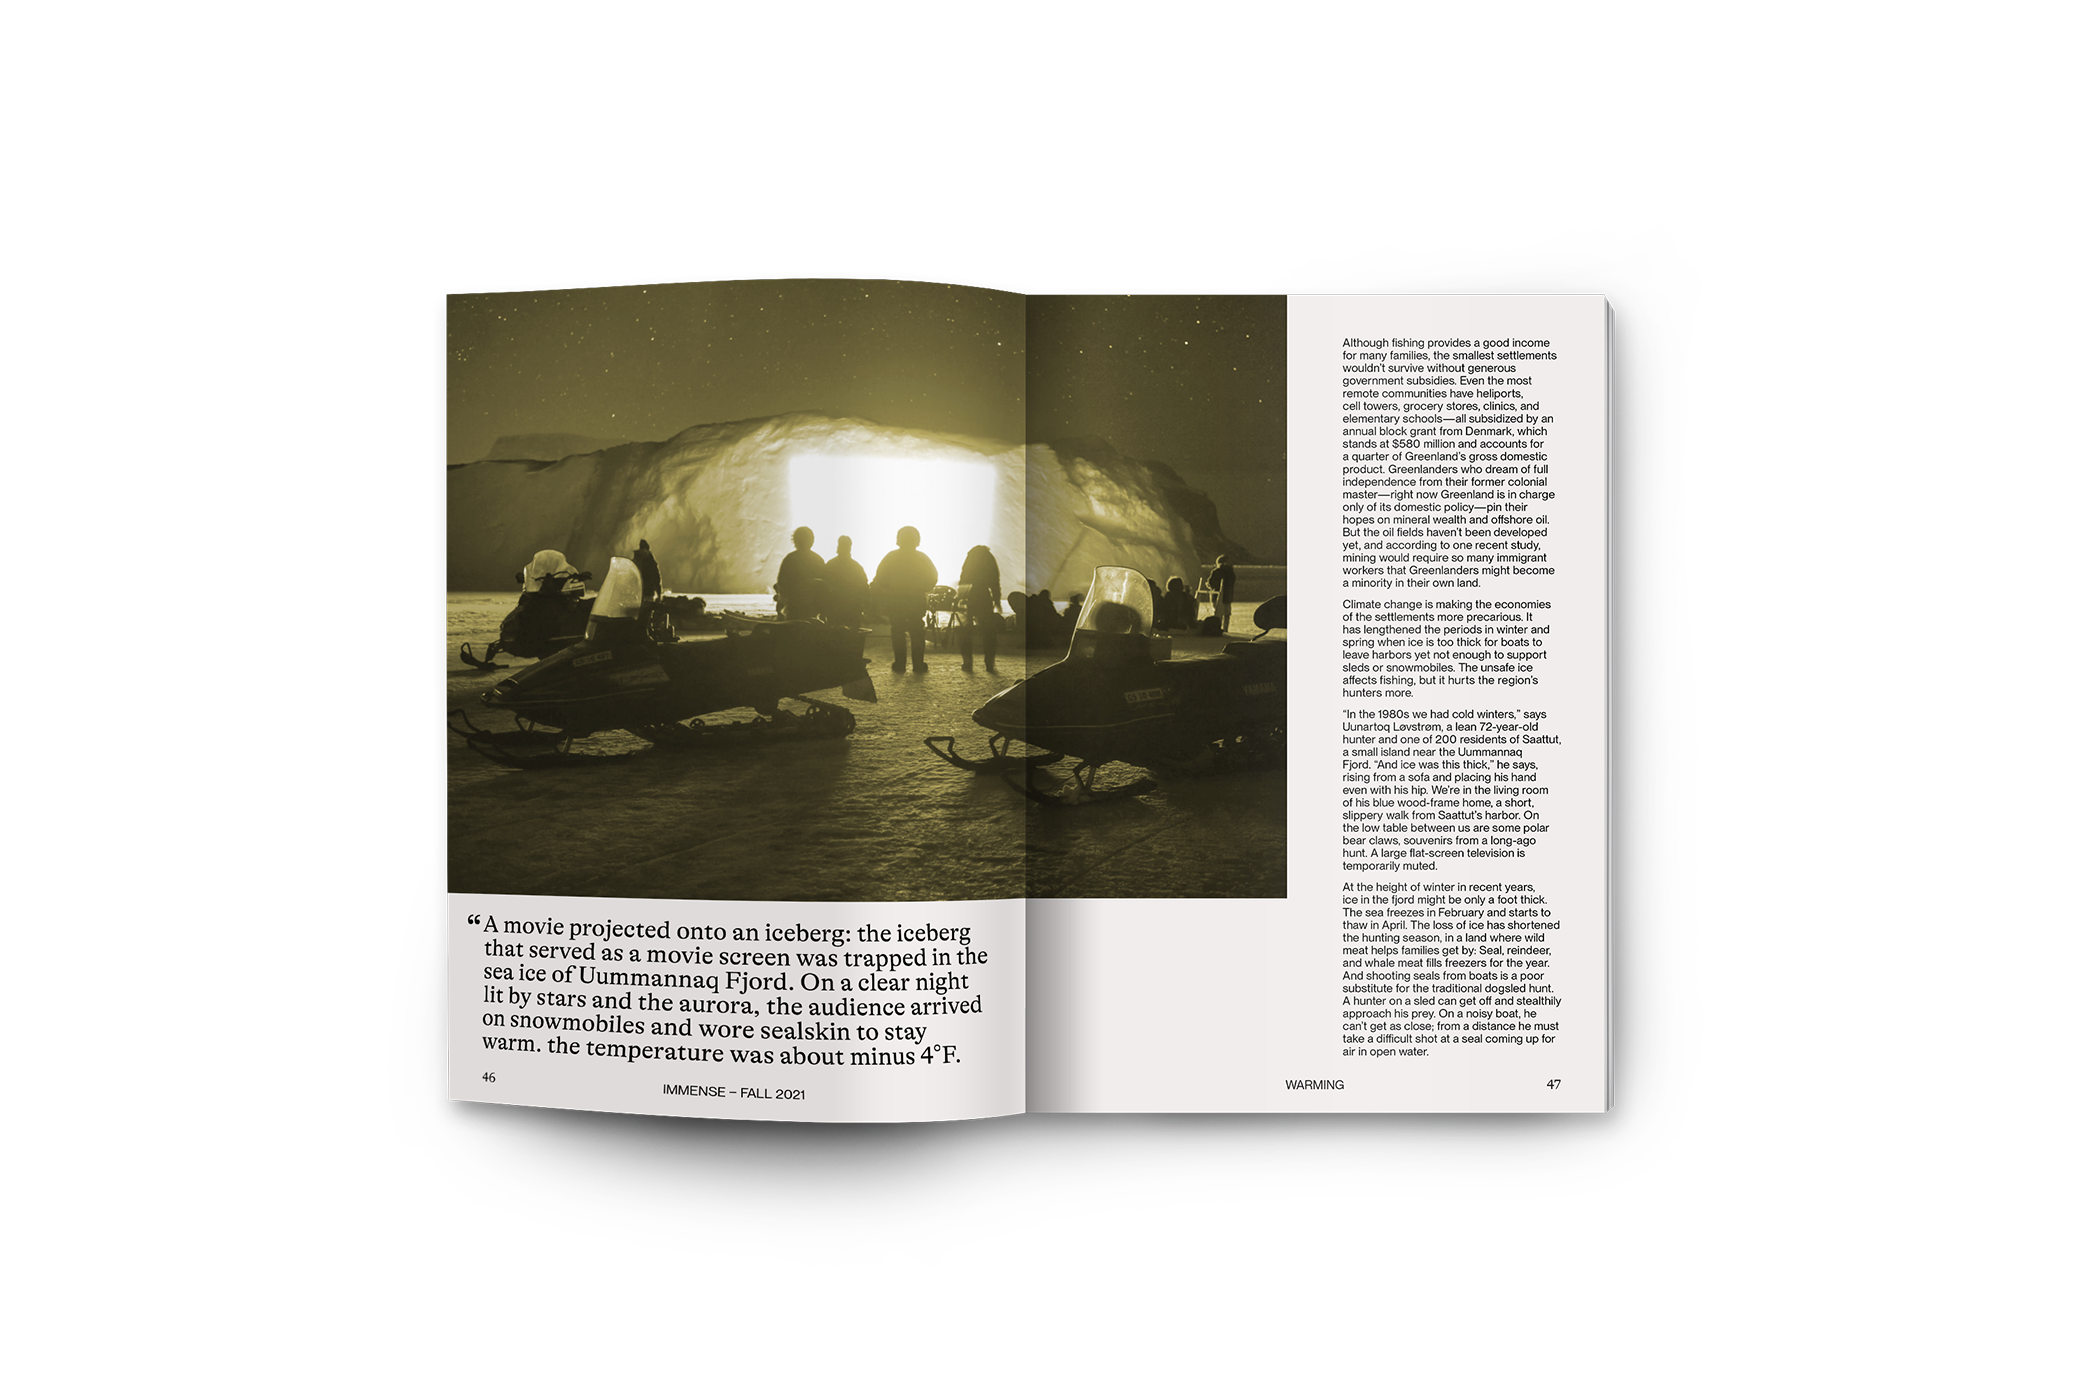 “A movie projected onto an iceberg: the iceberg
that served as a movie screen was trapped in the
sea ice of Uummannaq Fjord. On a clear night
lit by stars and the aurora, the audience arrived
on snowmobiles and wore sealskin to stay
warm. the temperature was about minus 4°F.
46
IMMENSE – FALL 2021
Although fishing provides a good income
for many families, the smallest settlements
wouldn’t survive without generous
government subsidies. Even the most
remote communities have heliports,
cell towers, grocery stores, clinics, and
elementary schools—all subsidized by an
annual block grant from Denmark, which
stands at $580 million and accounts for
a quarter of Greenland’s gross domestic
product. Greenlanders who dream of full
independence from their former colonial
master—right now Greenland is in charge
only of its domestic policy—pin their
hopes on mineral wealth and offshore oil.
But the oil fields haven’t been developed
yet, and according to one recent study,
mining would require so many immigrant
workers that Greenlanders might become
a minority in their own land.
Climate change is making the economies
of the settlements more precarious. It
has lengthened the periods in winter and
spring when ice is too thick for boats to
leave harbors yet not enough to support
sleds or snowmobiles. The unsafe ice
affects fishing, but it hurts the region’s
hunters more.
“In the 1980s we had cold winters,” says
Uunartoq Løvstrøm, a lean 72-year-old
hunter and one of 200 residents of Saattut,
a small island near the Uummannaq
Fjord. “And ice was this thick,” he says,
rising from a sofa and placing his hand
even with his hip. We’re in the living room
of his blue wood-frame home, a short,
slippery walk from Saattut’s harbor. On
the low table between us are some polar
bear claws, souvenirs from a long-ago
hunt. A large flat-screen television is
temporarily muted.
At the height of winter in recent years,
ice in the fjord might be only a foot thick.
The sea freezes in February and starts to
thaw in April. The loss of ice has shortened
the hunting season, in a land where wild
meat helps families get by: Seal, reindeer,
and whale meat fills freezers for the year.
And shooting seals from boats is a poor
substitute for the traditional dogsled hunt.
A hunter on a sled can get off and stealthily
approach his prey. On a noisy boat, he
can’t get as close; from a distance he must
take a difficult shot at a seal coming up for
air in open water.
WARMING
47